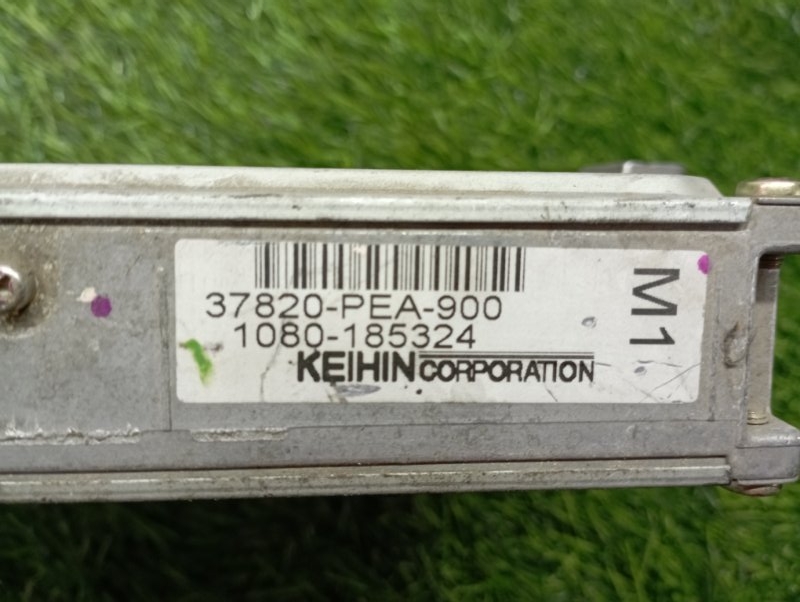 37820-PEA-900
1080-185324
KEIHIN CORPORATION
M1